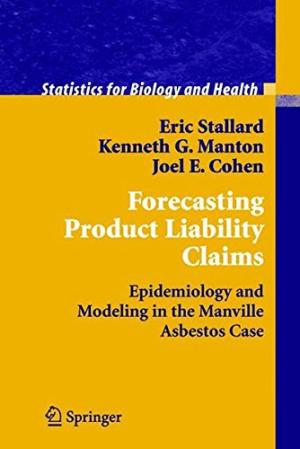 Statistics for Biology and Health
Eric Stallard
Kenneth G. Manton
Joel E. Cohen
Forecasting
Product Liability
Claims
Epidemiology and
Modeling in the Manville
Asbestos Case
Springer